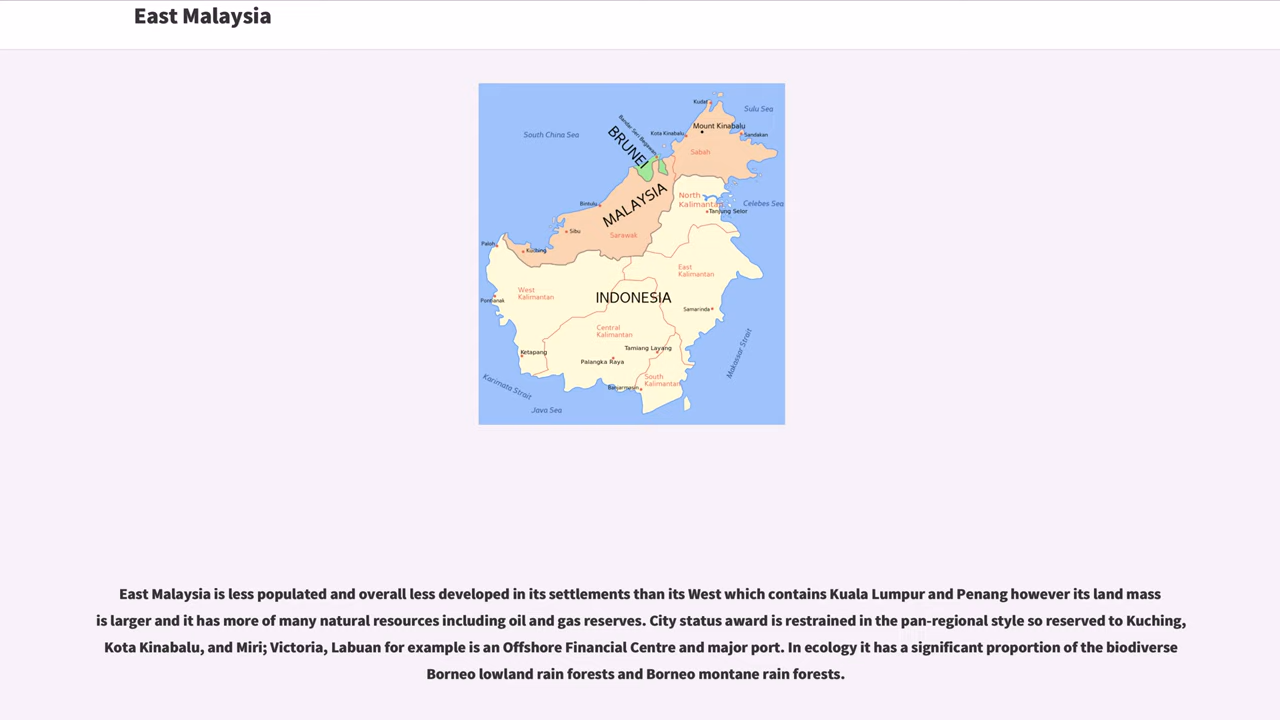 East Malaysia
Kudat
Sulu Sea
Mount Kinabalu
South China Sea
Bandar Seri Begawan
Kota Kinabalu
Sandakan
BRUNEI
Sabah
MALAYSIA
North
Kalimantan
Celebes Sea
Bintulu
Tanjung Selor
Sibu
Sarawak
Paloh
Kuching
East
Kalimantan
West
Kalimantan
INDONESIA
Pontianak
Samarinda
Central
Kalimantan
Makassar Strait
Ketapang
Tamiang Layang
Palangka Raya
South
Kalimantan
Banjarmasin
Karimata Strait
Java Sea
East Malaysia is less populated and overall less developed in its settlements than its West which contains Kuala Lumpur and Penang however its land mass
is larger and it has more of many natural resources including oil and gas reserves. City status award is restrained in the pan-regional style so reserved to Kuching,
Kota Kinabalu, and Miri; Victoria, Labuan for example is an Offshore Financial Centre and major port. In ecology it has a significant proportion of the biodiverse
Borneo lowland rain forests and Borneo montane rain forests.